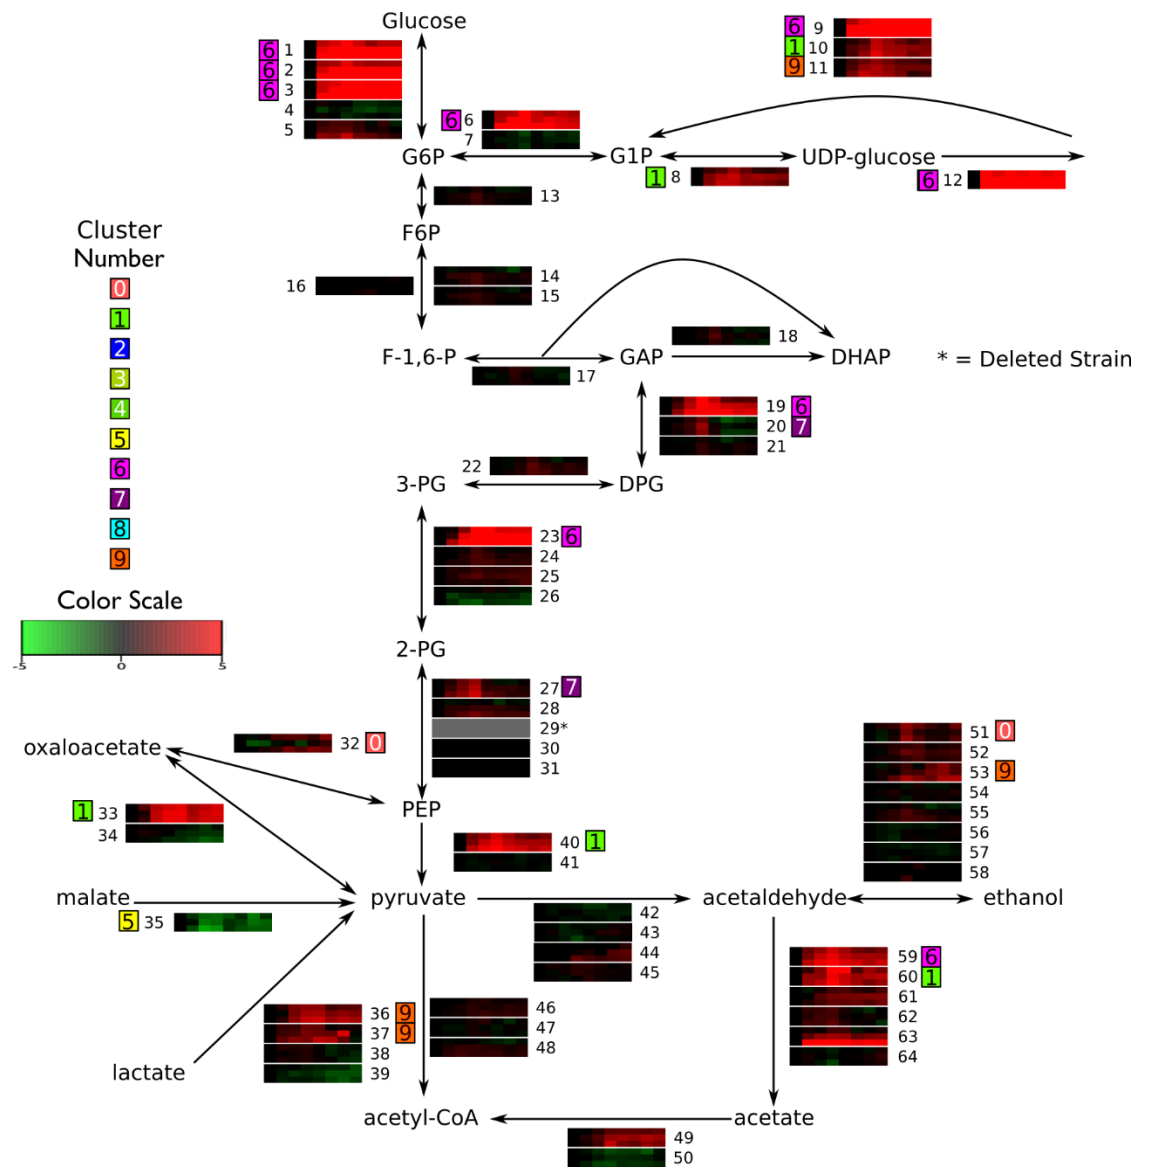 Glucose
6 1
6 2
6 3
4
5
6 9
1 10
9 11
6 6
7
G6P
G1P
UDP-glucose
1 8
6 12
13
F6P
Cluster
Number
0
1
2
3
4
5
6
7
8
9
16
14
15
18
F-1,6-P
GAP
DHAP
* = Deleted Strain
17
19 6
20 7
21
22
3-PG
DPG
23 6
24
25
26
Color Scale
-5 0 5
2-PG
27 7
28
29*
30
31
oxaloacetate
32 0
51 0
52
53 9
54
55
56
57
58
PEP
1 33
34
40 1
41
malate
pyruvate
acetaldehyde
ethanol
5 35
42
43
44
45
59 6
60 1
61
62
63
64
36 9
37 9
38
39
46
47
48
lactate
acetyl-CoA
acetate
49
50